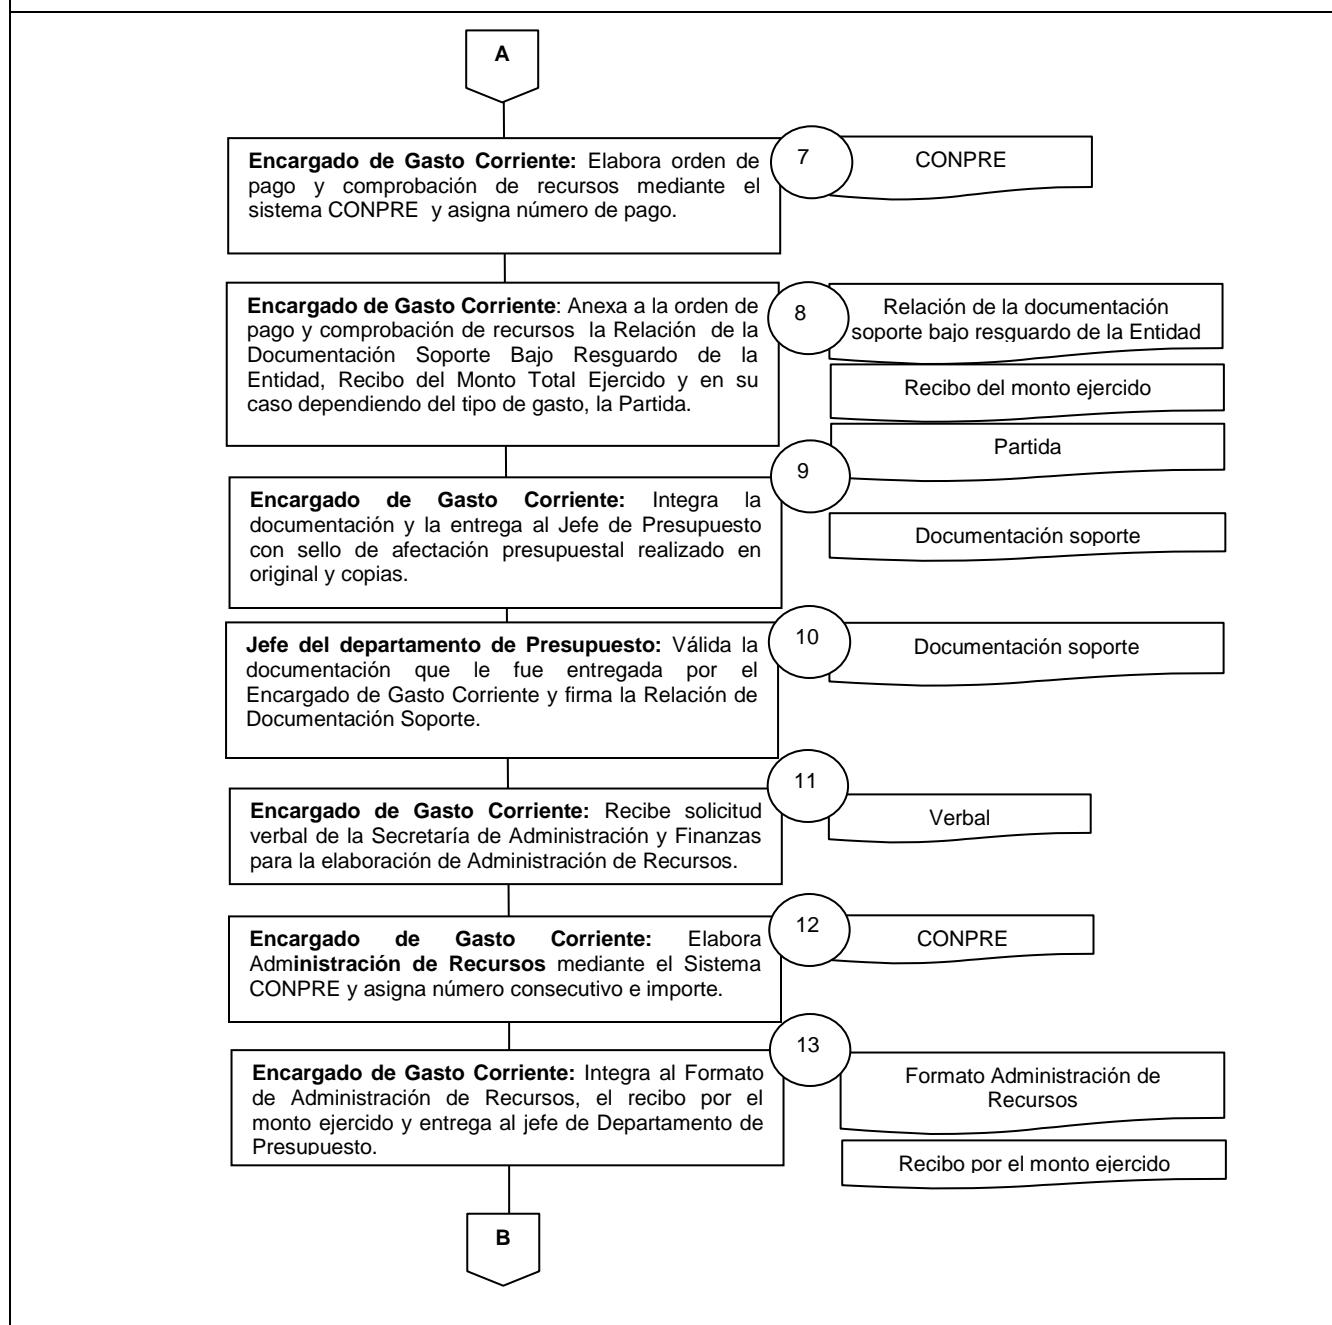 A
Encargado de Gasto Corriente: Elabora orden de
pago y comprobación de recursos mediante el
sistema CONPRE y asigna número de pago.
7
CONPRE
Encargado de Gasto Corriente: Anexa a la orden de
pago y comprobación de recursos la Relación de la
Documentación Soporte Bajo Resguardo de la
Entidad, Recibo del Monto Total Ejercido y en su
caso dependiendo del tipo de gasto, la Partida.
8
Relación de la documentación
soporte bajo resguardo de la Entidad
Recibo del monto ejercido
Partida
Encargado de Gasto Corriente: Integra la
documentación y la entrega al Jefe de Presupuesto
con sello de afectación presupuestal realizado en
original y copias.
9
Documentación soporte
Jefe del departamento de Presupuesto: Válida la
documentación que le fue entregada por el
Encargado de Gasto Corriente y firma la Relación de
Documentación Soporte.
10
Documentación soporte
Encargado de Gasto Corriente: Recibe solicitud
verbal de la Secretaría de Administración y Finanzas
para la elaboración de Administración de Recursos.
11
Verbal
Encargado de Gasto Corriente: Elabora
Administración de Recursos mediante el Sistema
CONPRE y asigna número consecutivo e importe.
12
CONPRE
Encargado de Gasto Corriente: Integra al Formato
de Administración de Recursos, el recibo por el
monto ejercido y entrega al jefe de Departamento de
Presupuesto.
13
Formato Administración de
Recursos
Recibo por el monto ejercido
B